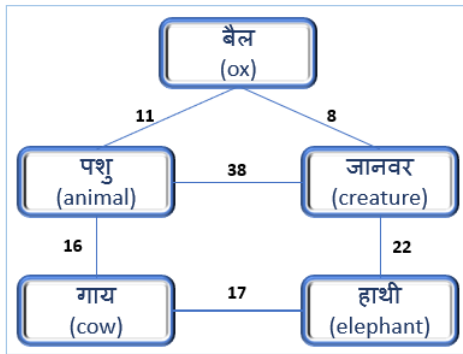 बैल
(ox)
11
8
पशु
(animal)
38
जानवर
(creature)
16
22
गाय
(cow)
17
हाथी
(elephant)